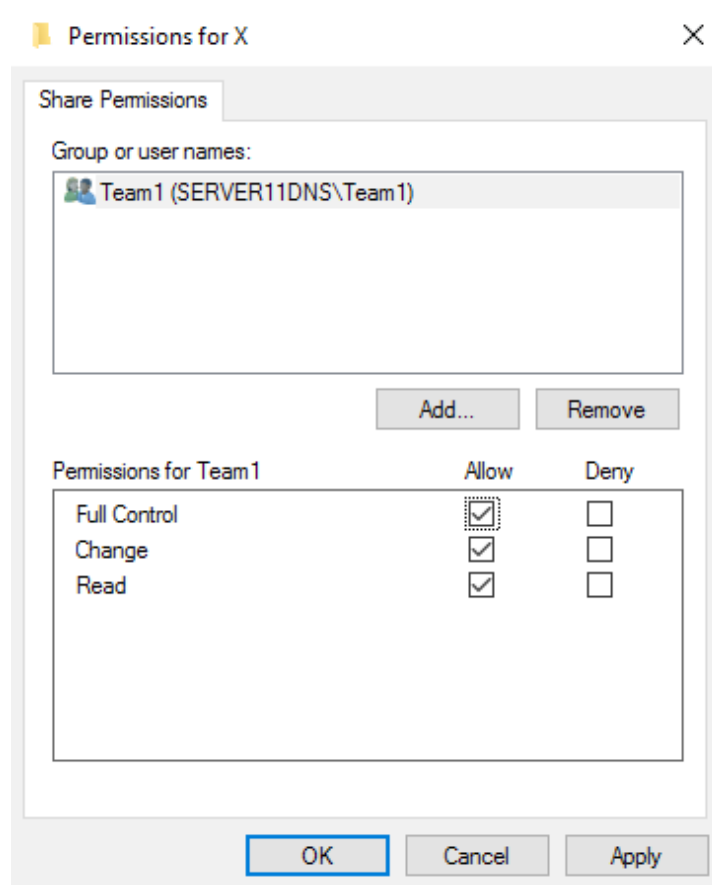 Permissions for X
Share Permissions
Group or user names:
Team1 (SERVER11DNS\Team1)
Add... Remove
Permissions for Team1 Allow Deny
Full Control
Change
Read
OK Cancel Apply